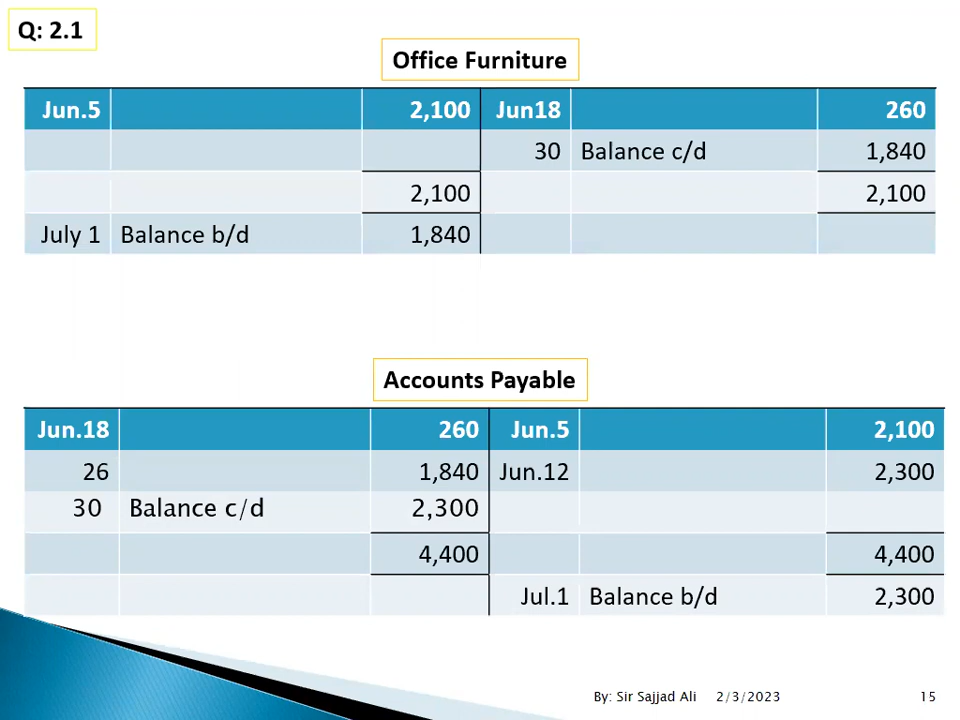 Q: 2.1
Office Furniture
Jun.5 2,100 Jun18 260
30 Balance c/d 1,840
2,100 2,100
July 1 Balance b/d 1,840
Accounts Payable
Jun.18 260 Jun.5 2,100
26 1,840 Jun.12 2,300
30 Balance c/d 2,300
4,400 4,400
Jul.1 Balance b/d 2,300
By: Sir Sajjad Ali 2/3/2023 15